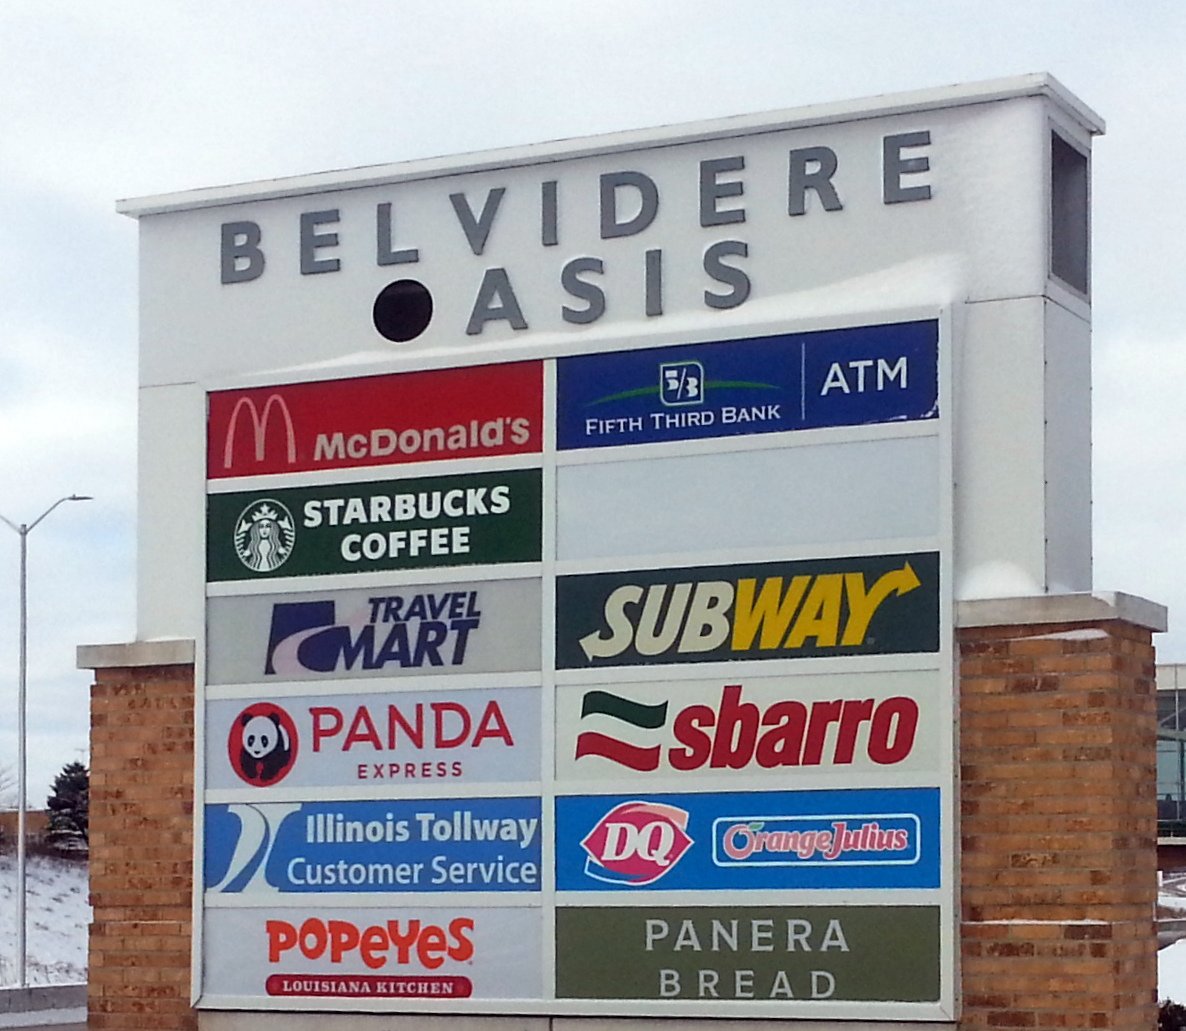 BELVIDERE
OASIS
McDonald's
5/3
FIFTH THIRD BANK
ATM
STARBUCKS
COFFEE
TRAVEL
MART
SUBWAY
PANDA
EXPRESS
sbarro
Illinois Tollway
Customer Service
DQ
Orange Julius
POPEYES
LOUISIANA KITCHEN
PANERA
BREAD